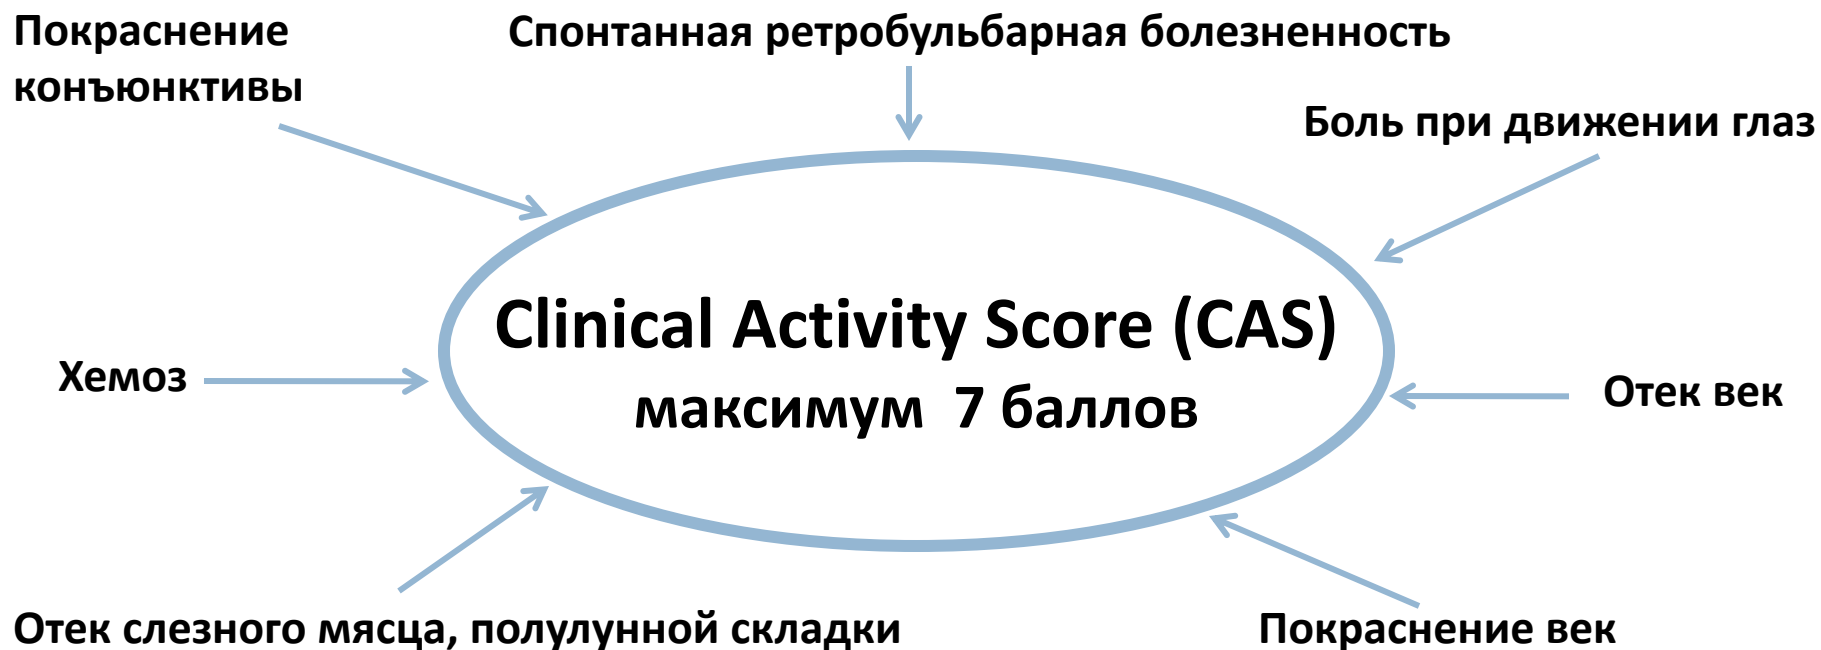 Покраснение
конъюнктивы
Спонтанная ретробульбарная болезненность
Боль при движении глаз
Clinical Activity Score (CAS)
максимум 7 баллов
Хемоз
Отек век
Отек слезного мясца, полулунной складки
Покраснение век